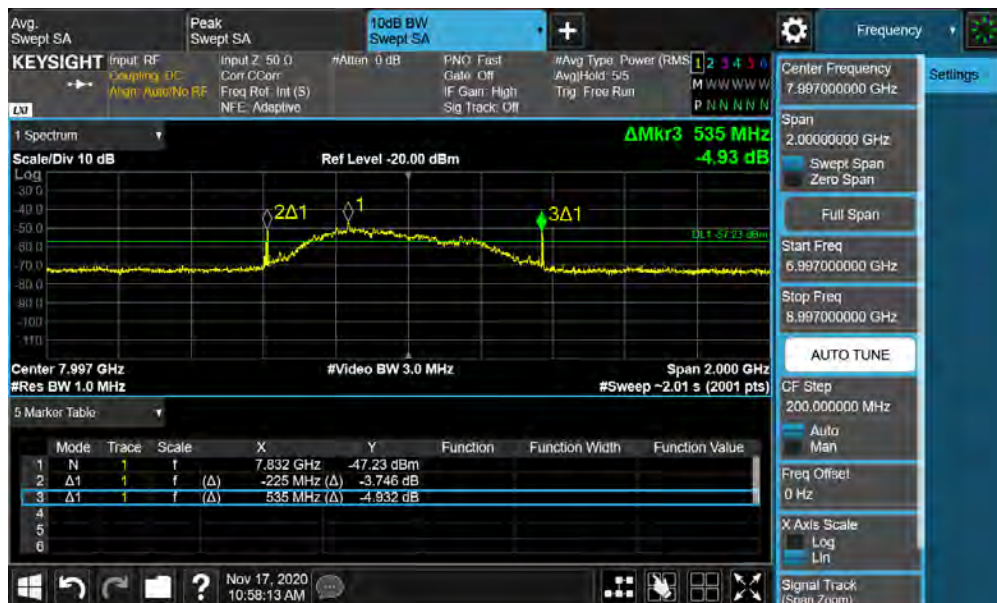 Avg.
Swept SA
Peak
Swept SA
10dB BW
Swept SA
+
Frequency
KEYSIGHT
Input: RF
Coupling: DC
Align: Auto/No RF
Input Z: 50 Ω
Corr CCorr
Freq Ref: Int (S)
NFE: Adaptive
#Atten: 0 dB
PNO: Fast
Gate: Off
IF Gain: High
Sig Track: Off
#Avg Type: Power (RMS
Avg|Hold: 5/5
Trig: Free Run
1 2 3 4 5 6
M W W W W W
P N N N N N
LXI
Center Frequency
7.997000000 GHz
Settings
1 Spectrum
ΔMkr3 535 MHz
Scale/Div 10 dB
Ref Level -20.00 dBm
-4.93 dB
Log
-30.0
-40.0
-50.0
-60.0
-70.0
-80.0
-90.0
-100
-110
2Δ1
1
3Δ1
DL1 -57.23 dBm
Center 7.997 GHz
#Video BW 3.0 MHz
Span 2.000 GHz
#Res BW 1.0 MHz
#Sweep ~2.01 s (2001 pts)
Span
2.00000000 GHz
Swept Span
Zero Span
Full Span
Start Freq
6.997000000 GHz
Stop Freq
8.997000000 GHz
AUTO TUNE
CF Step
200.000000 MHz
Auto
Man
Freq Offset
0 Hz
X Axis Scale
Log
Lin
Signal Track
(Span Zoom)
5 Marker Table
Mode Trace Scale X Y Function Function Width Function Value
1 N 1 f 7.832 GHz -47.23 dBm
2 Δ1 1 f (Δ) -225 MHz (Δ) -3.746 dB
3 Δ1 1 f (Δ) 535 MHz (Δ) -4.932 dB
4
5
6
?
Nov 17, 2020
10:58:13 AM